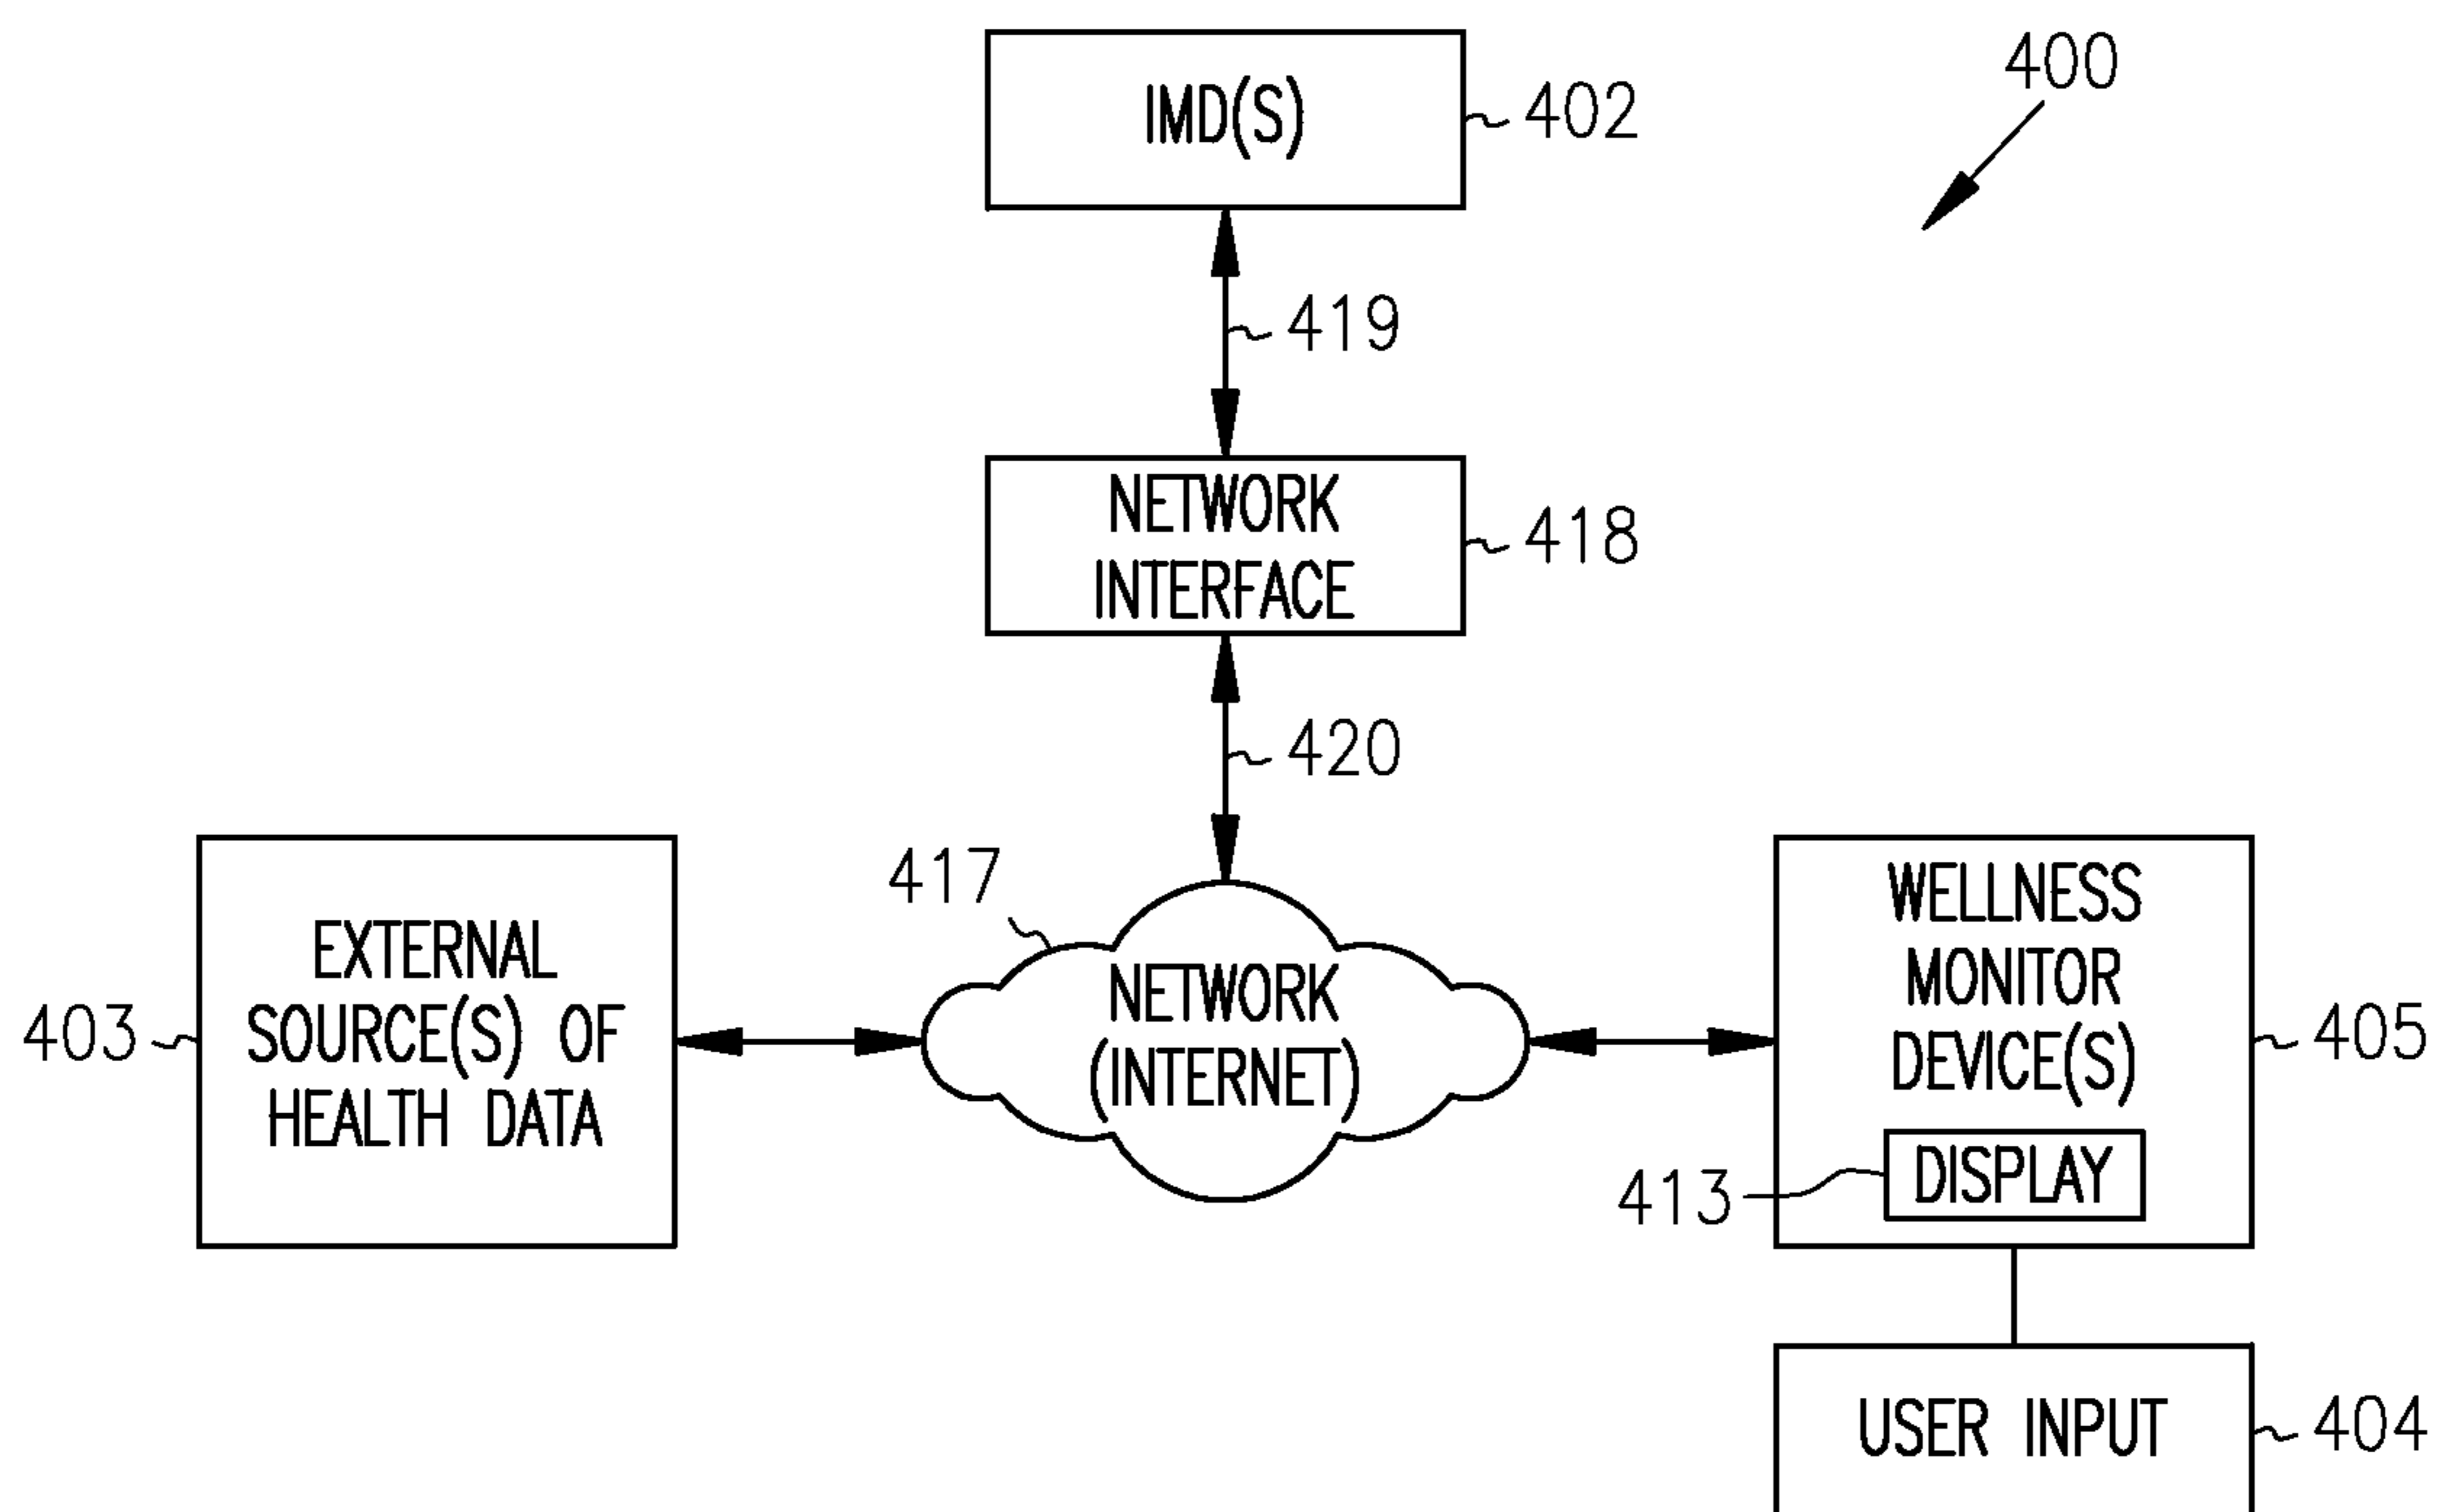 IMD(S)
402
400
419
NETWORK
INTERFACE
418
420
417
NETWORK
(INTERNET)
EXTERNAL
SOURCE(S) OF
HEALTH DATA
403
WELLNESS
MONITOR
DEVICE(S)
405
DISPLAY
413
USER INPUT
404